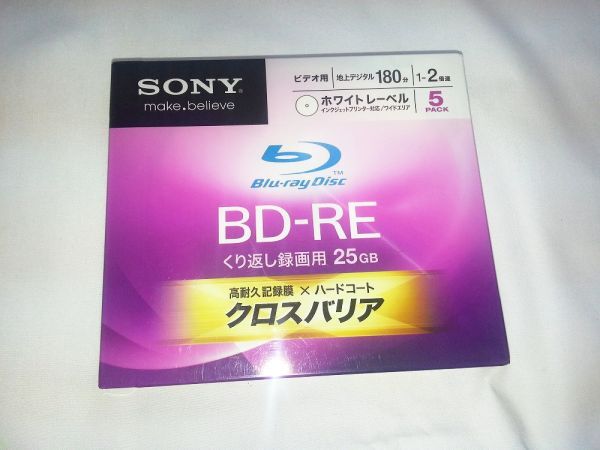 SONY
make.believe
ビデオ用 地上デジタル 180分 1-2倍速
ホワイトレーベル
インクジェットプリンター対応/ワイドエリア
5
PACK
Blu-ray Disc™
BD-RE
くり返し録画用 25GB
高耐久記録膜×ハードコート
クロスバリア